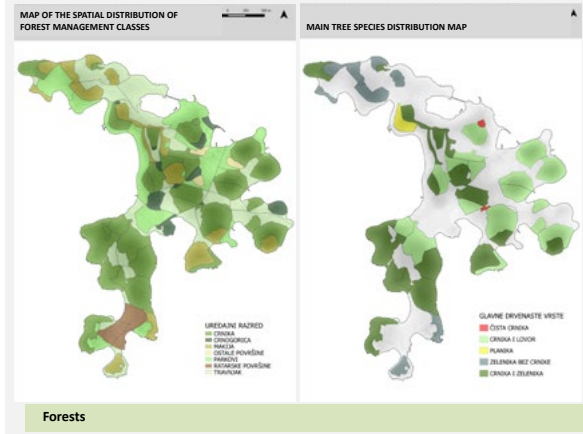 MAP OF THE SPATIAL DISTRIBUTION OF
FOREST MANAGEMENT CLASSES
MAIN TREE SPECIES DISTRIBUTION MAP
UREĐAJNI RAZRED
CRNIKA
CRNOGORICA
MAKIJA
OSTALE POVRŠINE
PARKOVI
RATARSKE POVRŠINE
TRAVNJAK
GLAVNE DRVENASTE VRSTE
ČISTA CRNIKA
CRNIKA I LOVOR
PLANIKA
ZELENIKA BEZ CRNIKE
CRNIKA I ZELENIKA
Forests